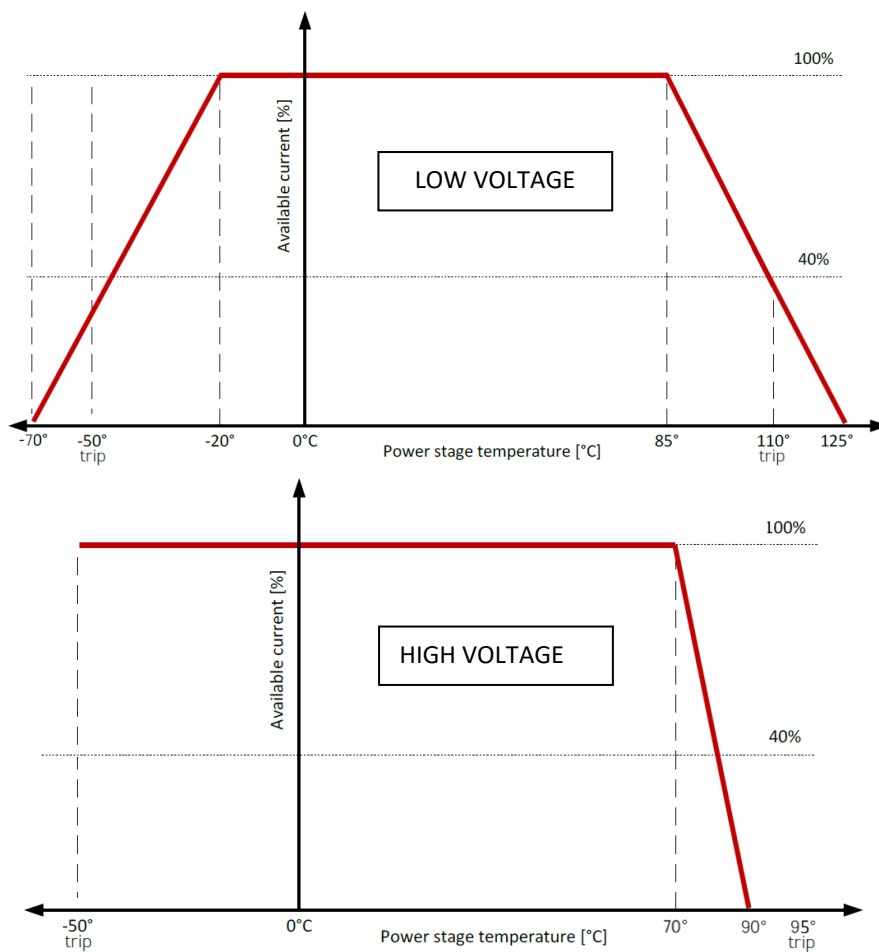 100%
Available current [%]
LOW VOLTAGE
40%
-70° -50° -20° 0°C 85° 110° 125°
trip Power stage temperature [°C] trip
100%
Available current [%]
HIGH VOLTAGE
40%
-50° 0°C 70° 90° 95°
trip Power stage temperature [°C] trip